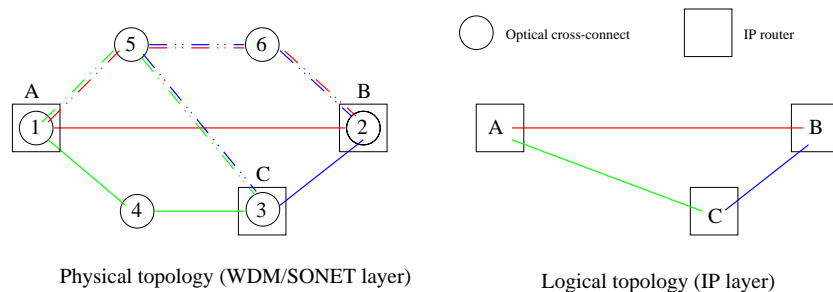 5
6
Optical cross-connect
IP router
A
B
1
2
A
B
C
4
3
C
Physical topology (WDM/SONET layer)
Logical topology (IP layer)